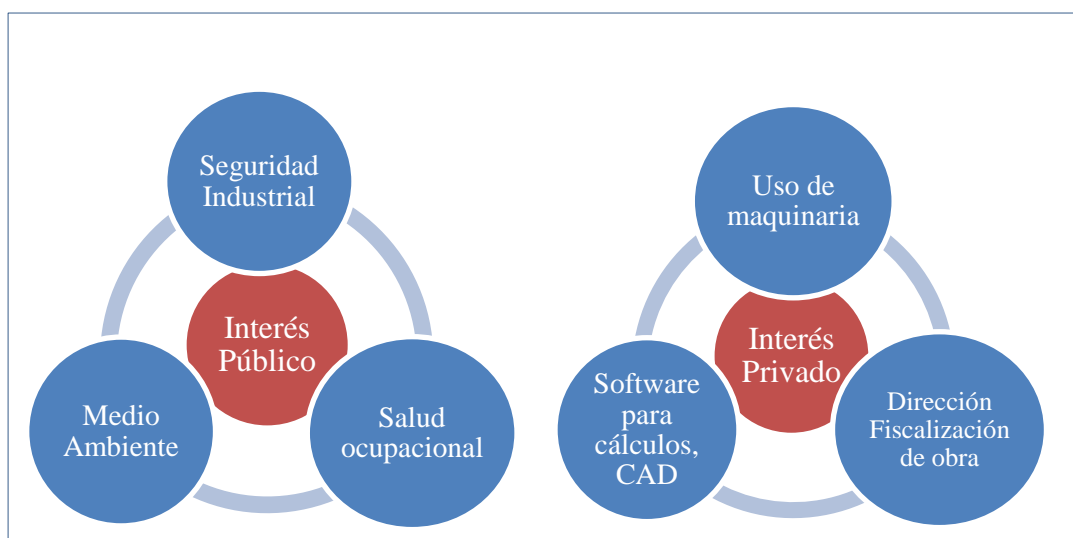 Seguridad
Industrial
Interés
Público
Medio
Ambiente
Salud
ocupacional
Uso de
maquinaria
Interés
Privado
Software
para
cálculos,
CAD
Dirección
Fiscalización
de obra